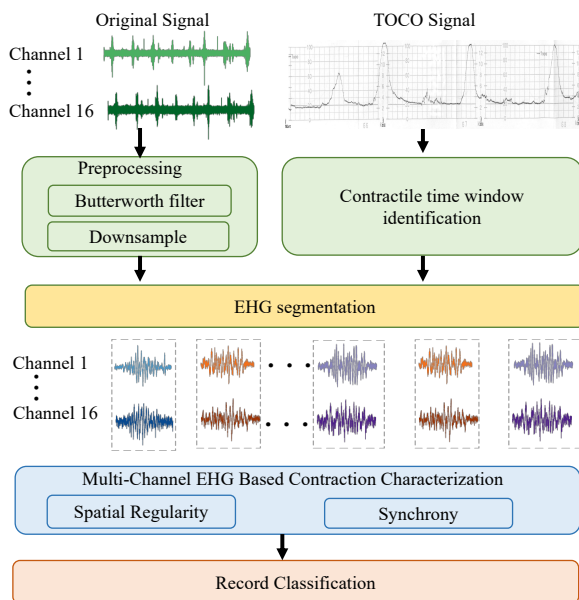 Original Signal
TOCO Signal
Channel 1
Channel 16
Preprocessing
Butterworth filter
Downsample
Contractile time window
identification
EHG segmentation
Channel 1
Channel 16
Multi-Channel EHG Based Contraction Characterization
Spatial Regularity
Synchrony
Record Classification